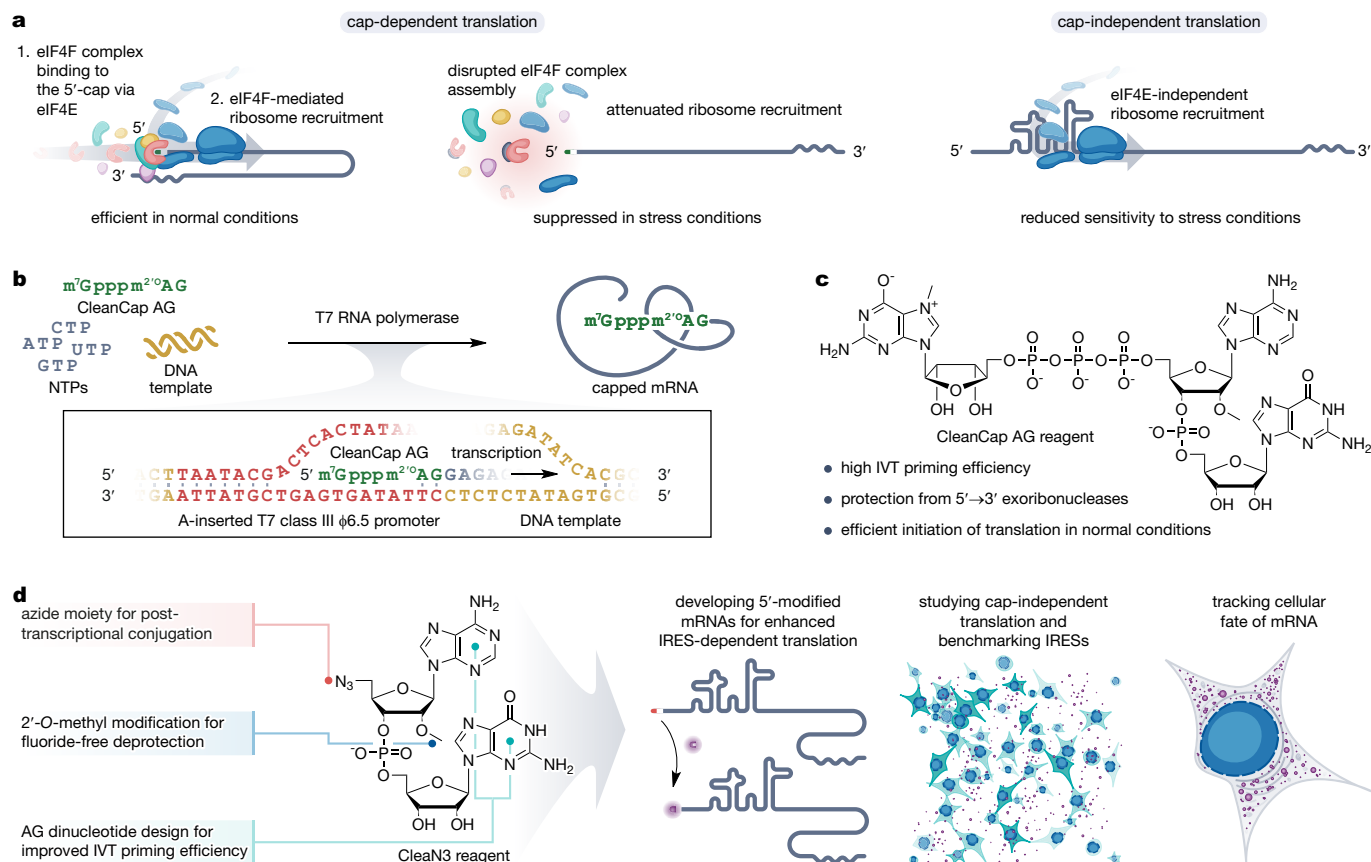 a
cap-dependent translation
cap-independent translation
1. eIF4F complex
binding to
the 5′-cap via
eIF4E
2. eIF4F-mediated
ribosome recruitment
5′
3′
efficient in normal conditions
disrupted eIF4F complex
assembly
attenuated ribosome recruitment
5′
3′
suppressed in stress conditions
eIF4E-independent
ribosome recruitment
5′
3′
reduced sensitivity to stress conditions
b
m⁷Gpppm²′ᴼAG
CleanCap AG
CTP
ATP
UTP
GTP
NTPs
DNA
template
T7 RNA polymerase
m⁷Gpppm²′ᴼAG
capped mRNA
ACTCACTATAA
AGAGATATC
CleanCap AG
transcription
5′
ACTTAATACG
5′ m⁷Gpppm²′ᴼAGGAGAG
ACGC
3′
3′
TGAATTATGCTGAGTGATATTCCTCTCTATAGTGCG
5′
A-inserted T7 class III ϕ6.5 promoter
DNA template
c
O⁻
N
N
N⁺
N
H₂N
O
OH
OH
O
O
P
O⁻
O
O
P
O⁻
O
O
P
O⁻
O
NH₂
N
N
N
N
O
O
O
P
O
⁻O
O
O
N
N
NH
N
NH₂
O
OH
OH
CleanCap AG reagent
• high IVT priming efficiency
• protection from 5′→3′ exoribonucleases
• efficient initiation of translation in normal conditions
d
azide moiety for post-
transcriptional conjugation
2′-O-methyl modification for
fluoride-free deprotection
AG dinucleotide design for
improved IVT priming efficiency
NH₂
N
N
N
N
N₃
O
O
O
⁻O
P
O
O
O
N
N
NH
N
NH₂
O
OH
OH
CleaN3 reagent
developing 5′-modified
mRNAs for enhanced
IRES-dependent translation
studying cap-independent
translation and
benchmarking IRESs
tracking cellular
fate of mRNA